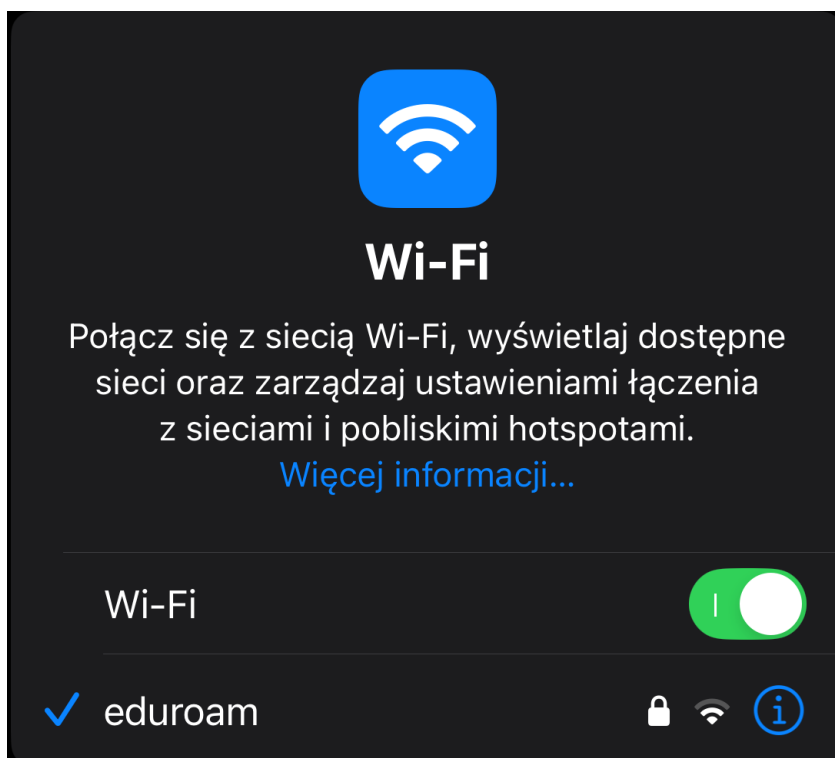 Wi-Fi
Połącz się z siecią Wi-Fi, wyświetlaj dostępne
sieci oraz zarządzaj ustawieniami łączenia
z sieciami i pobliskimi hotspotami.
Więcej informacji...
Wi-Fi
eduroam